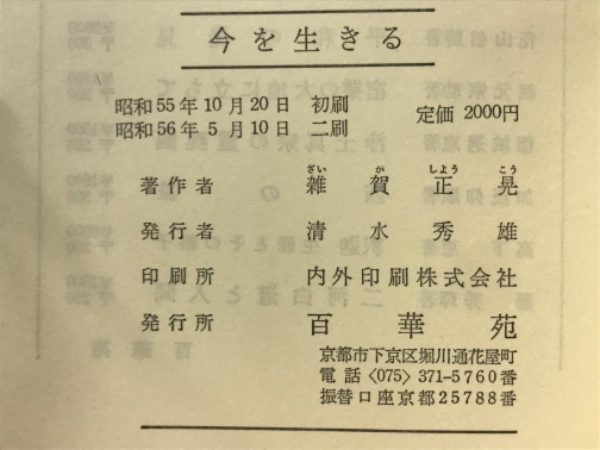 今を生きる
昭和55年10月20日 初刷 定価 2000円
昭和56年5月10日 二刷
著作者 雑賀正晃
ざいがしようこう
発行者 清水秀雄
印刷所 内外印刷株式会社
発行所 百華苑
京都市下京区堀川通花屋町
電話〈075〉371-5760番
振替口座京都25788番